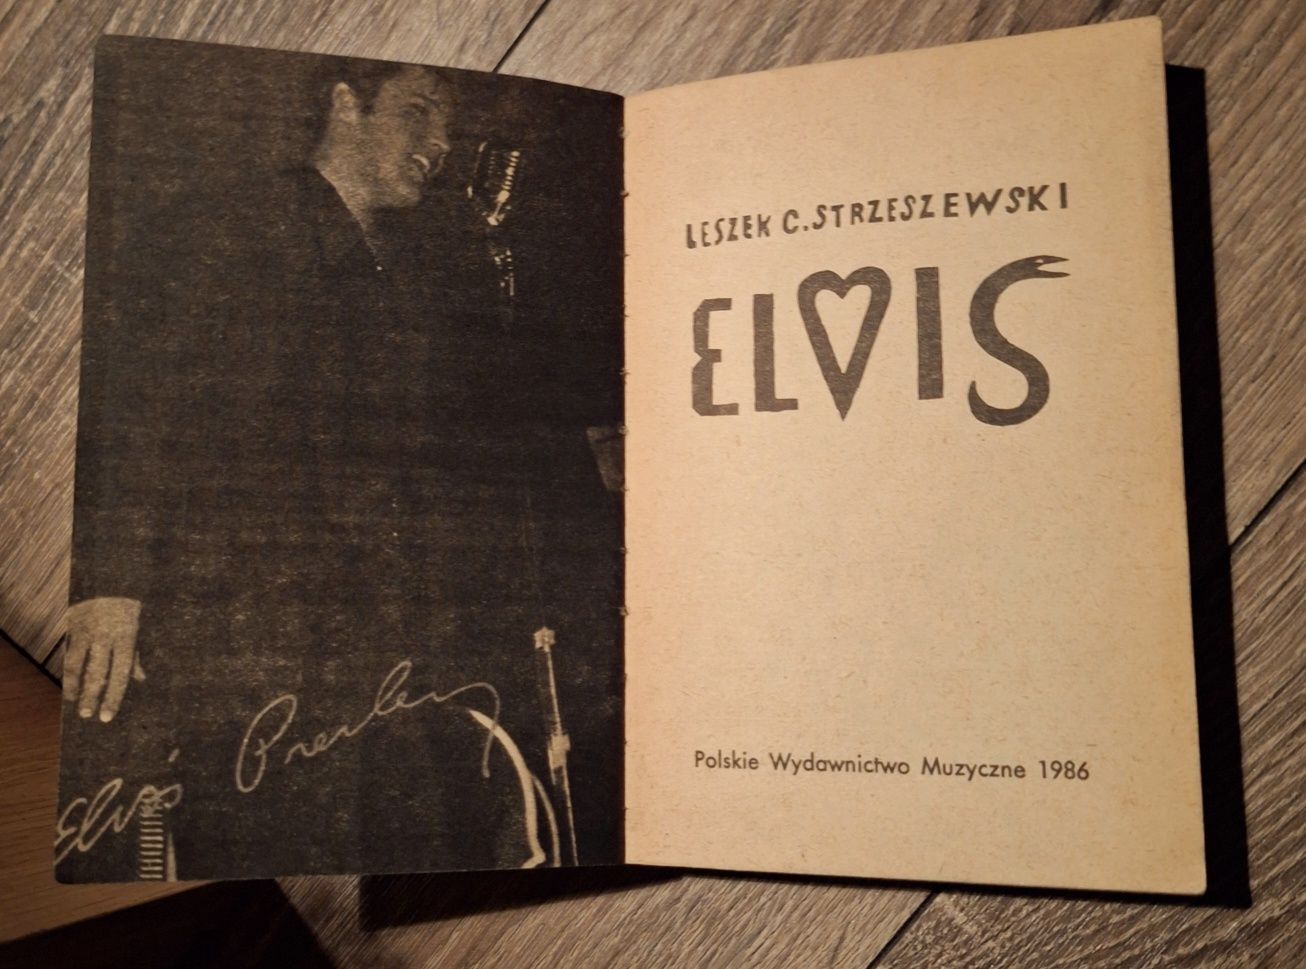 Elvis Presley
LESZEK C. STRZESZEWSKI
ELVIS
Polskie Wydawnictwo Muzyczne 1986